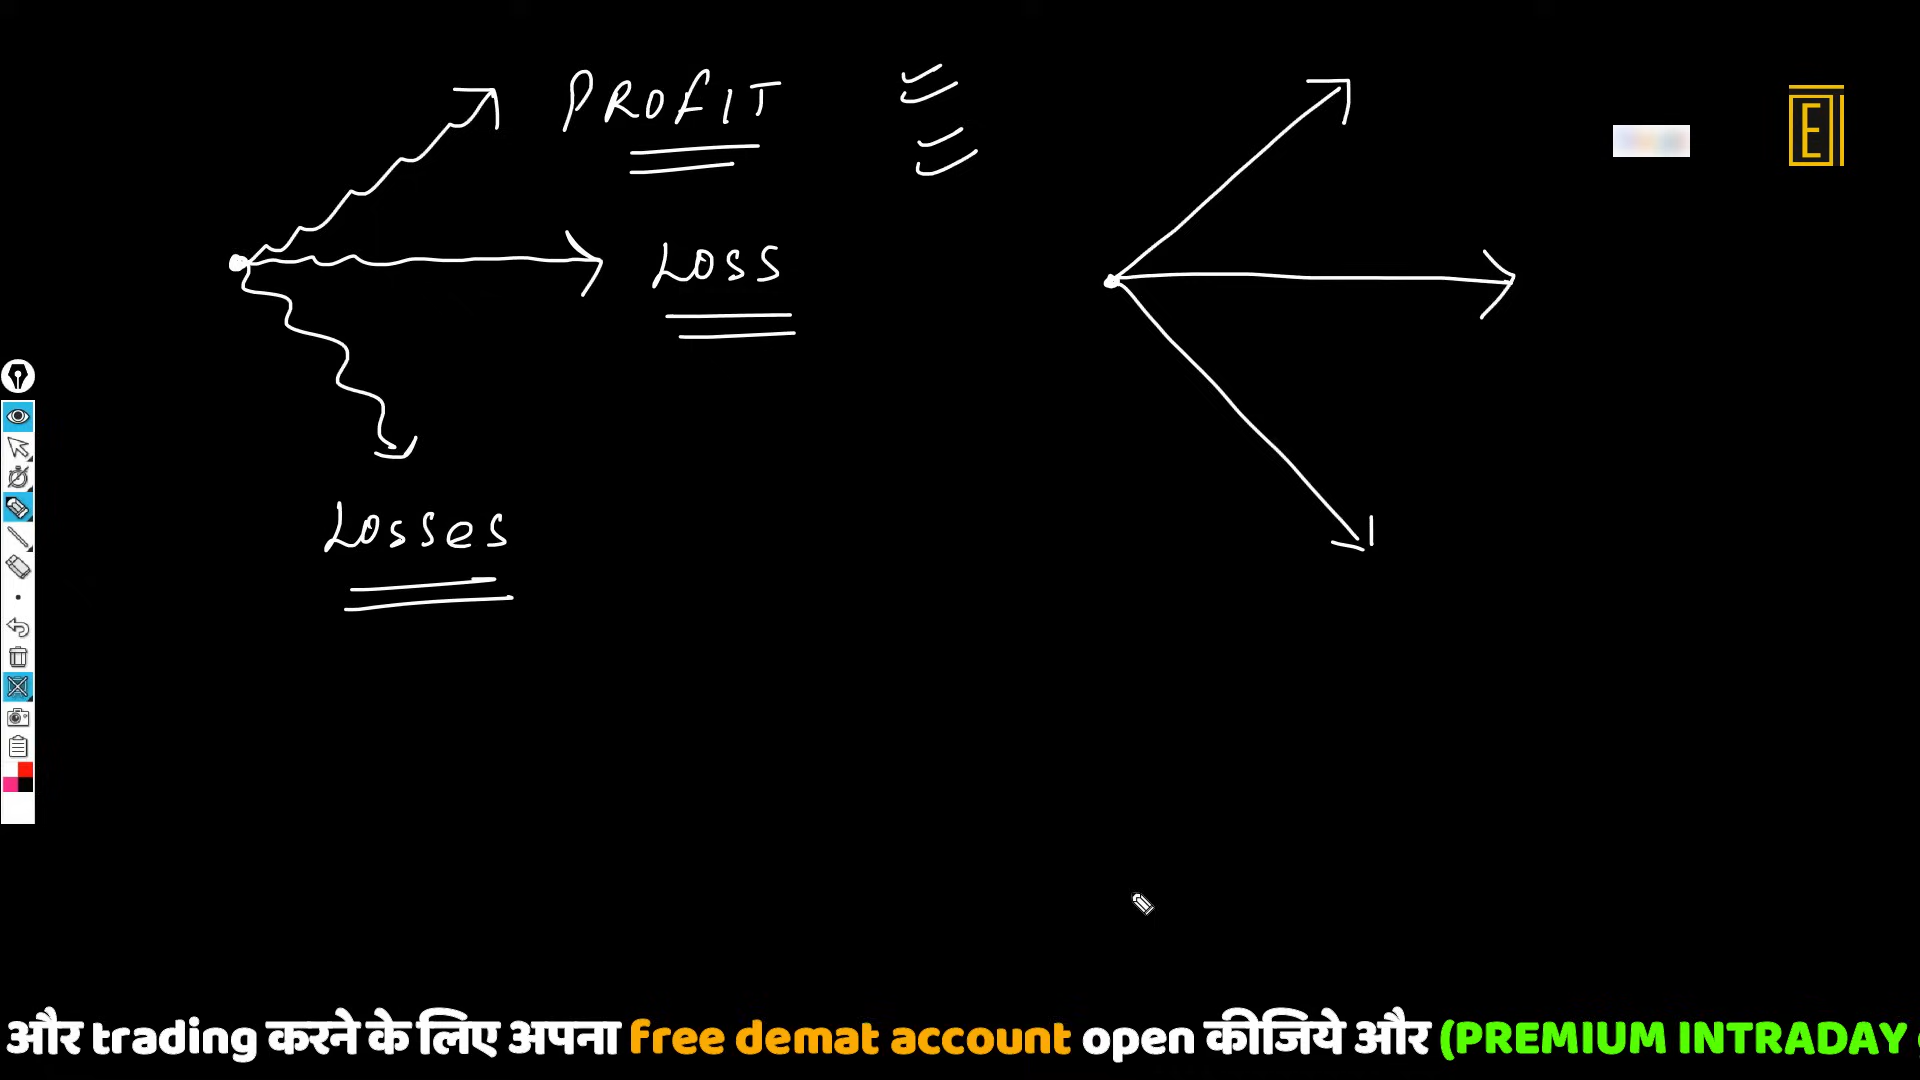 PROFIT
LOSS
Losses
E
और trading करने के लिए अपना free demat account open कीजिये और (PREMIUM INTRADAY